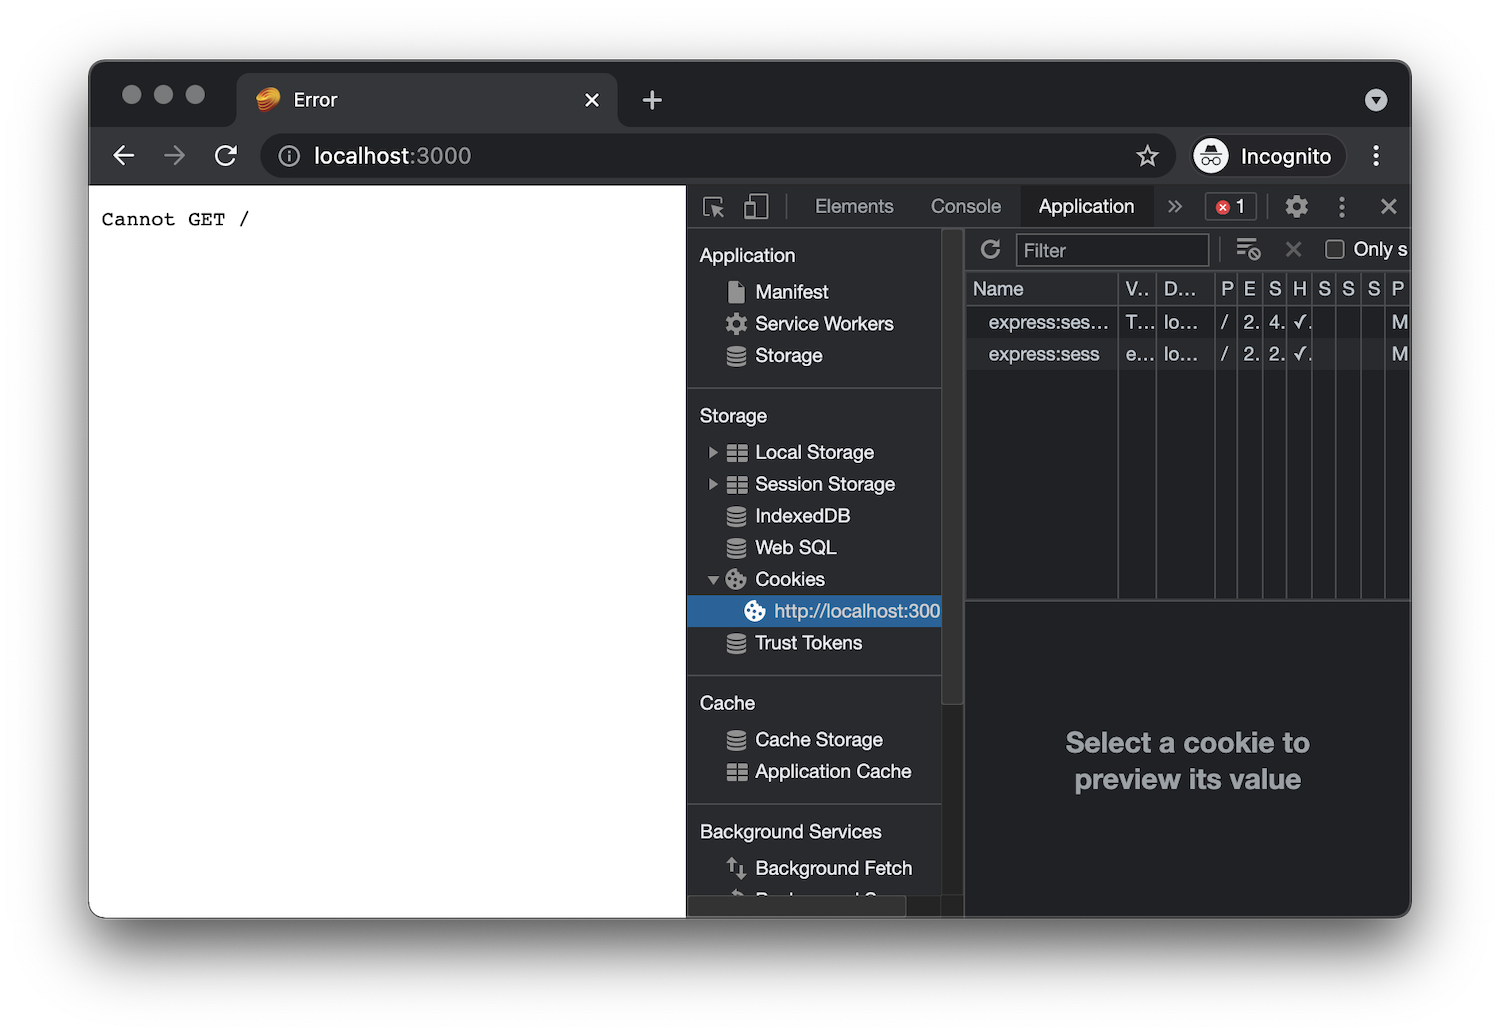 Error
localhost:3000
Incognito
Cannot GET /
Elements
Console
Application
1
Application
Manifest
Service Workers
Storage
Storage
Local Storage
Session Storage
IndexedDB
Web SQL
Cookies
http://localhost:300
Trust Tokens
Cache
Cache Storage
Application Cache
Background Services
Background Fetch
Filter
Only s
Name V.. D... P E S H S S S P
express:ses... T... lo... / 2. 4. ✓. M
express:sess e... lo... / 2. 2. ✓. M
Select a cookie to
preview its value